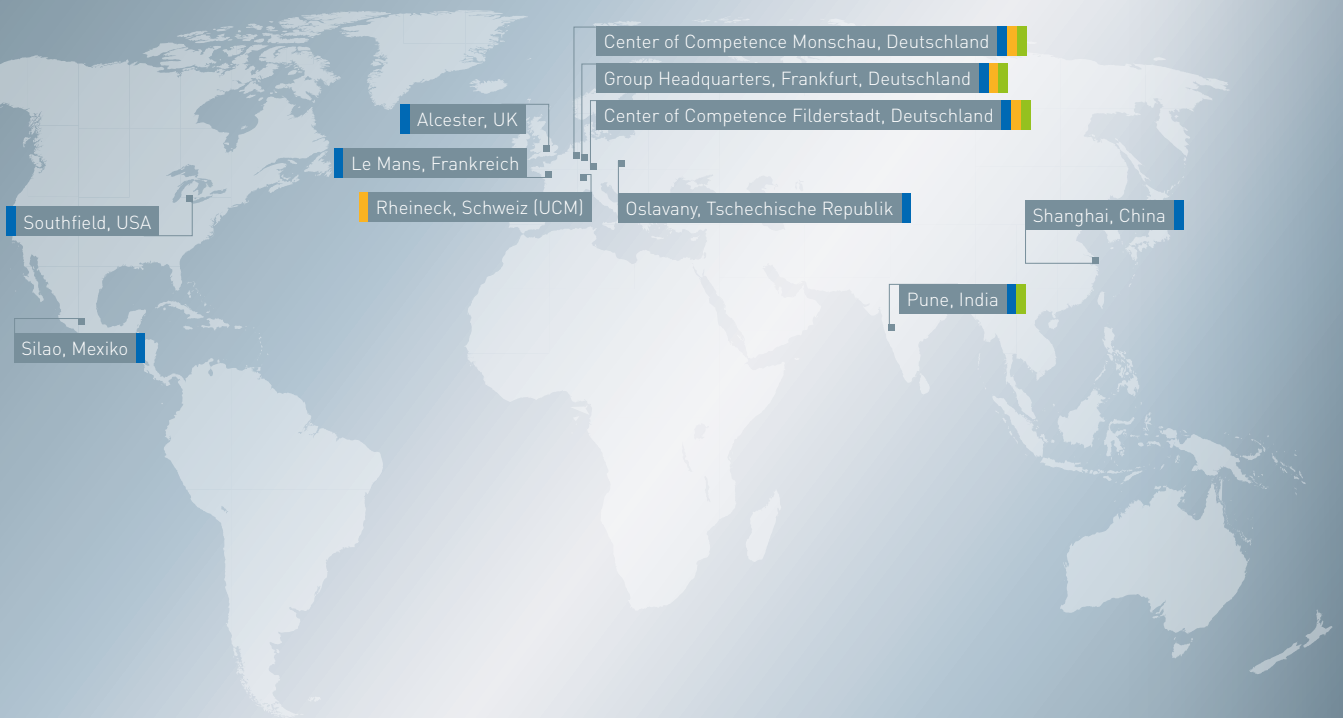 Center of Competence Monschau, Deutschland
Group Headquarters, Frankfurt, Deutschland
Center of Competence Filderstadt, Deutschland
Alcester, UK
Le Mans, Frankreich
Rheineck, Schweiz (UCM)
Oslavany, Tschechische Republik
Southfield, USA
Shanghai, China
Pune, India
Silao, Mexiko